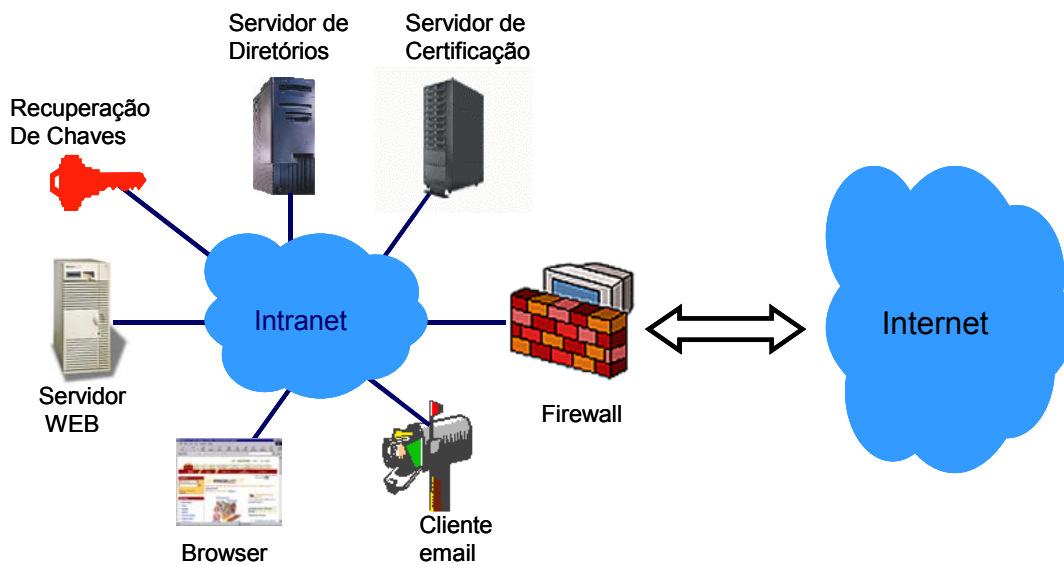 Servidor de
Diretórios
Servidor de
Certificação
Recuperação
De Chaves
Intranet
Internet
Servidor
WEB
Firewall
Browser
Cliente
email